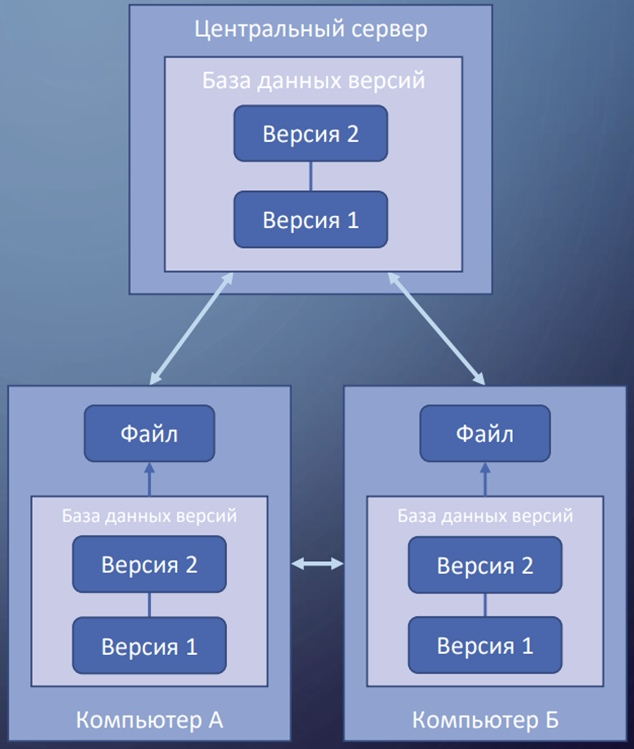 Центральный сервер
База данных версий
Версия 2
Версия 1
Файл
База данных версий
Версия 2
Версия 1
Компьютер А
Файл
База данных версий
Версия 2
Версия 1
Компьютер Б